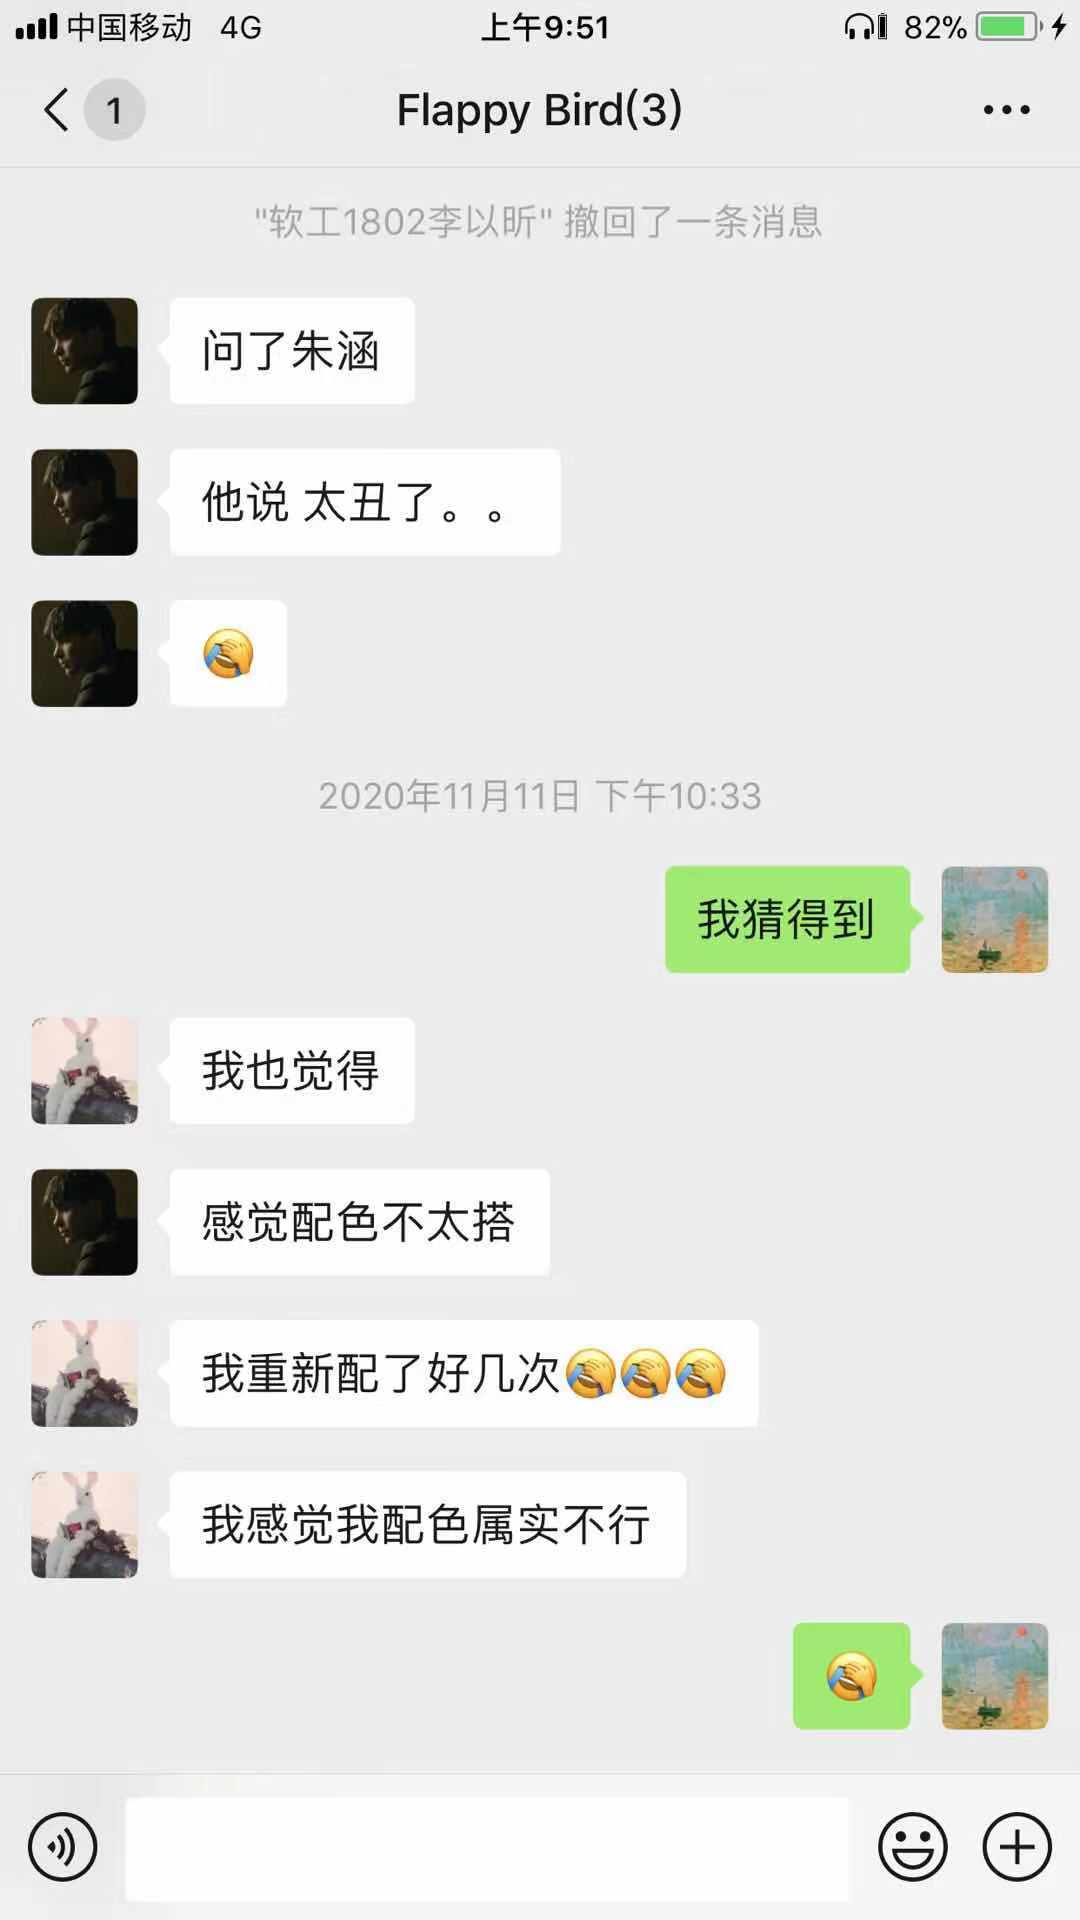 中国移动 4G 上午9:51 82%
1 Flappy Bird(3)
"软工1802李以昕" 撤回了一条消息
问了朱涵
他说 太丑了。。
🤦
2020年11月11日 下午10:33
我猜得到
我也觉得
感觉配色不太搭
我重新配了好几次
我感觉我配色属实不行